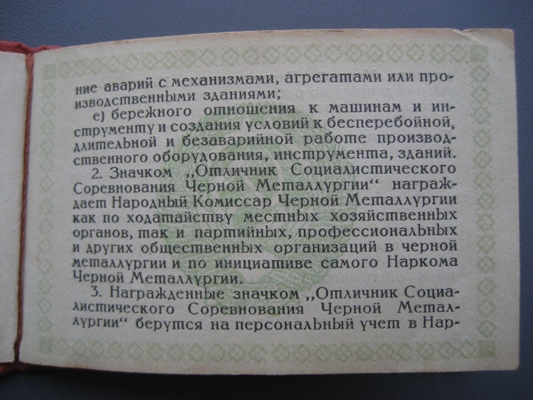 ние аварий с механизмами, агрегатами или про-
изводственными зданиями;
е) бережного отношения к машинам и ин-
струменту и создания условий к бесперебойной,
длительной и безаварийной работе производ-
ственного оборудования, инструмента, зданий.
2. Значком „Отличник Социалистического
Соревнования Черной Металлургии“ награж-
дает Народный Комиссар Черной Металлургии
как по ходатайству местных хозяйственных
органов, так и партийных, профессиональных
и других общественных организаций в черной
металлургии и по инициативе самого Наркома
Черной Металлургии.
3. Награжденные значком „Отличник Социа-
листического Соревнования Черной Метал-
лургии“ берутся на персональный учет в Нар-